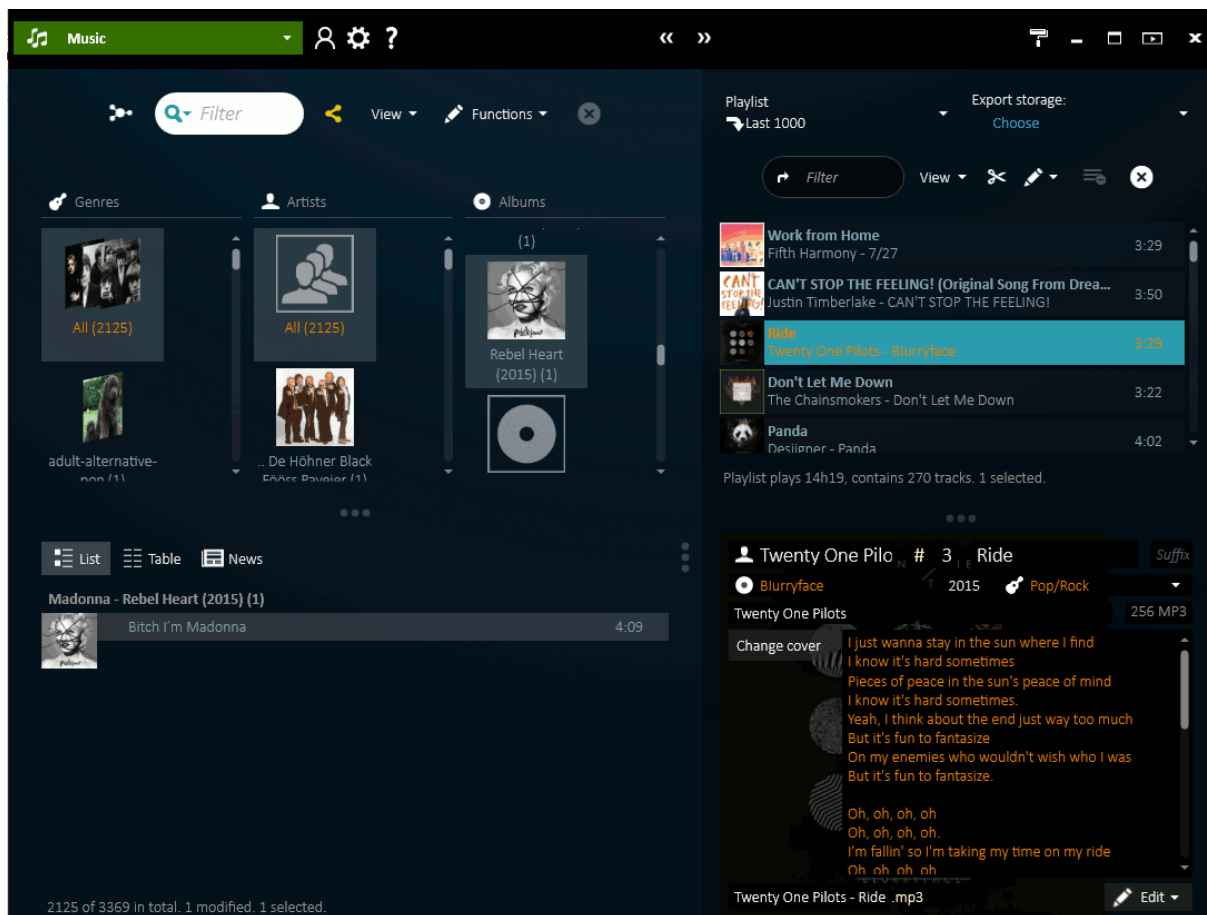 Music
?
Filter
View
Functions
Genres
Artists
Albums
All (2125)
adult-alternative-
pop (1)
All (2125)
.. De Höhner Black
Fööss Paveier (1)
(1)
Rebel Heart
(2015) (1)
List
Table
News
Madonna - Rebel Heart (2015) (1)
Bitch I´m Madonna 4:09
2125 of 3369 in total. 1 modified. 1 selected.
Playlist
Last 1000
Export storage:
Choose
Filter
View
Work from Home
Fifth Harmony - 7/27
3:29
CAN'T STOP THE FEELING! (Original Song From Drea...
Justin Timberlake - CAN'T STOP THE FEELING!
3:50
Ride
Twenty One Pilots - Blurryface
3:29
Don't Let Me Down
The Chainsmokers - Don't Let Me Down
3:22
Panda
Desiigner - Panda
4:02
Playlist plays 14h19, contains 270 tracks. 1 selected.
Twenty One Pilo # 3 Ride Suffix
Blurryface 2015 Pop/Rock
Twenty One Pilots 256 MP3
Change cover
I just wanna stay in the sun where I find
I know it's hard sometimes
Pieces of peace in the sun's peace of mind
I know it's hard sometimes.
Yeah, I think about the end just way too much
But it's fun to fantasize
On my enemies who wouldn't wish who I was
But it's fun to fantasize.
Oh, oh, oh, oh
Oh, oh, oh, oh.
I'm fallin' so I'm taking my time on my ride
Oh, oh, oh, oh
Twenty One Pilots - Ride .mp3
Edit